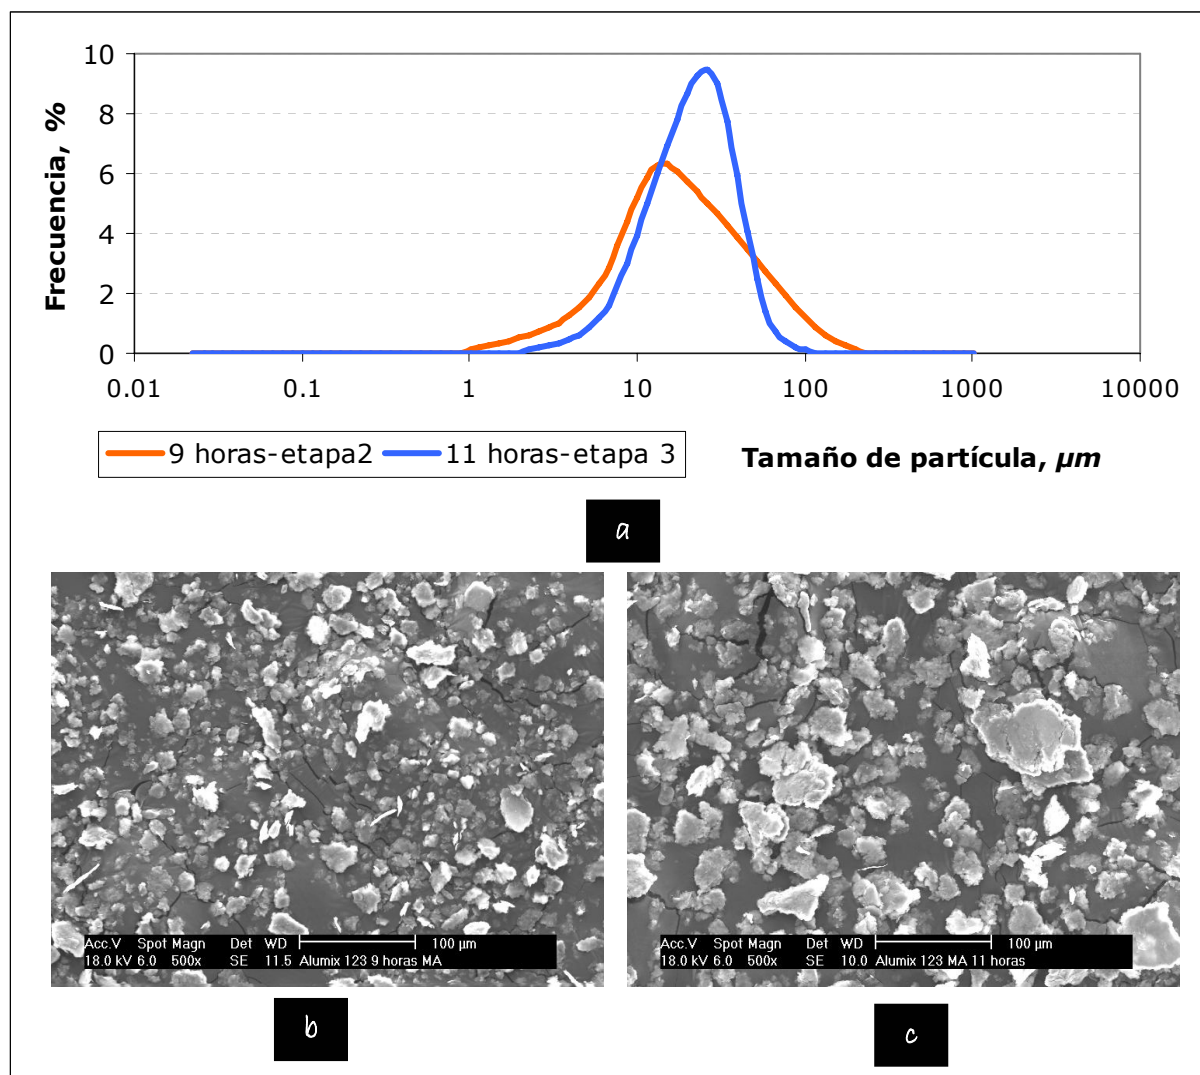 Frecuencia, %
10
8
6
4
2
0
0.01 0.1 1 10 100 1000 10000
9 horas-etapa2 11 horas-etapa 3
Tamaño de partícula, µm
a
Acc.V Spot Magn Det WD 100 µm
18.0 kV 6.0 500x SE 11.5 Alumix 123 9 horas MA
Acc.V Spot Magn Det WD 100 µm
18.0 kV 6.0 500x SE 10.0 Alumix 123 MA 11 horas
b
c